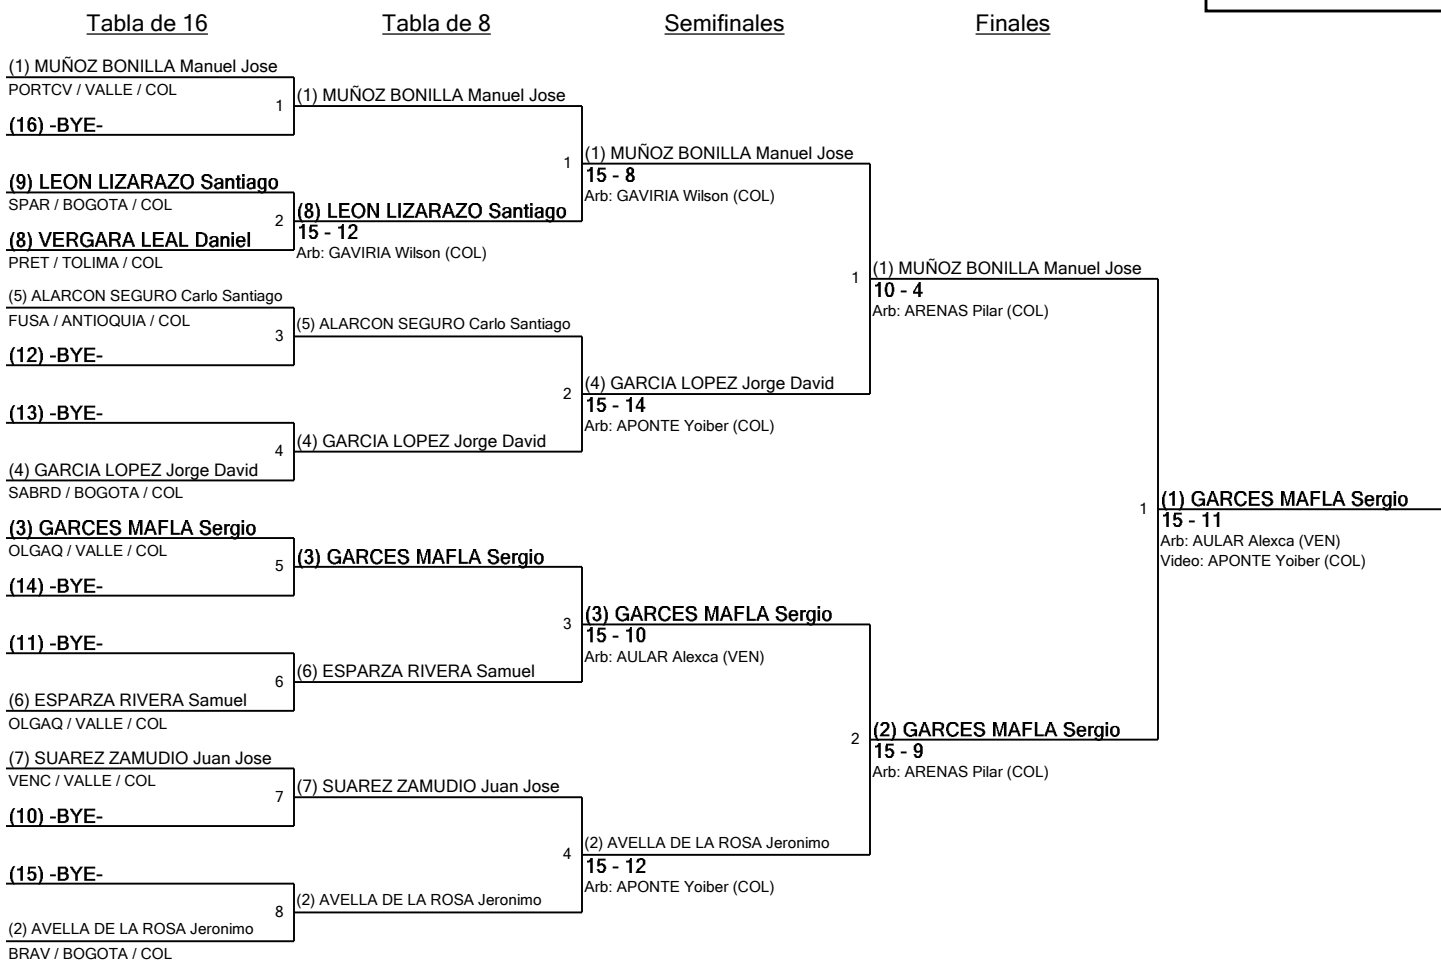 Tabla de 16
Tabla de 8
Semifinales
Finales
(1) MUÑOZ BONILLA Manuel Jose
PORTCV / VALLE / COL
1
(16) -BYE-
(9) LEON LIZARAZO Santiago
SPAR / BOGOTA / COL
2
(8) VERGARA LEAL Daniel
PRET / TOLIMA / COL
(5) ALARCON SEGURO Carlo Santiago
FUSA / ANTIOQUIA / COL
3
(12) -BYE-
(13) -BYE-
4
(4) GARCIA LOPEZ Jorge David
SABRD / BOGOTA / COL
(3) GARCES MAFLA Sergio
OLGAQ / VALLE / COL
5
(14) -BYE-
(11) -BYE-
6
(6) ESPARZA RIVERA Samuel
OLGAQ / VALLE / COL
(7) SUAREZ ZAMUDIO Juan Jose
VENC / VALLE / COL
7
(10) -BYE-
(15) -BYE-
8
(2) AVELLA DE LA ROSA Jeronimo
BRAV / BOGOTA / COL
(1) MUÑOZ BONILLA Manuel Jose
1
(8) LEON LIZARAZO Santiago
15 - 12
Arb: GAVIRIA Wilson (COL)
(5) ALARCON SEGURO Carlo Santiago
2
(4) GARCIA LOPEZ Jorge David
(3) GARCES MAFLA Sergio
3
(6) ESPARZA RIVERA Samuel
(7) SUAREZ ZAMUDIO Juan Jose
4
(2) AVELLA DE LA ROSA Jeronimo
(1) MUÑOZ BONILLA Manuel Jose
15 - 8
Arb: GAVIRIA Wilson (COL)
1
(4) GARCIA LOPEZ Jorge David
15 - 14
Arb: APONTE Yoiber (COL)
(3) GARCES MAFLA Sergio
15 - 10
Arb: AULAR Alexca (VEN)
2
(2) AVELLA DE LA ROSA Jeronimo
15 - 12
Arb: APONTE Yoiber (COL)
(1) MUÑOZ BONILLA Manuel Jose
10 - 4
Arb: ARENAS Pilar (COL)
1
(2) GARCES MAFLA Sergio
15 - 9
Arb: ARENAS Pilar (COL)
(1) GARCES MAFLA Sergio
15 - 11
Arb: AULAR Alexca (VEN)
Video: APONTE Yoiber (COL)